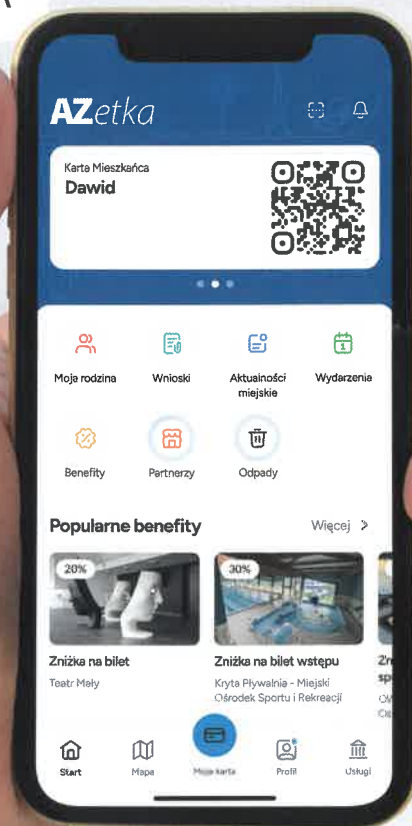 AZetka
Karta Mieszkańca
Dawid
Moja rodzina
Wnioski
Aktualności
miejskie
Wydarzenia
Benefity
Partnerzy
Odpady
Popularne benefity
Więcej
20%
30%
Zniżka na bilet
Teatr Mały
Zniżka na bilet wstępu
Kryta Pływalnia - Miejski
Ośrodek Sportu i Rekreacji
Start
Mapa
Moja karta
Profil
Usługi